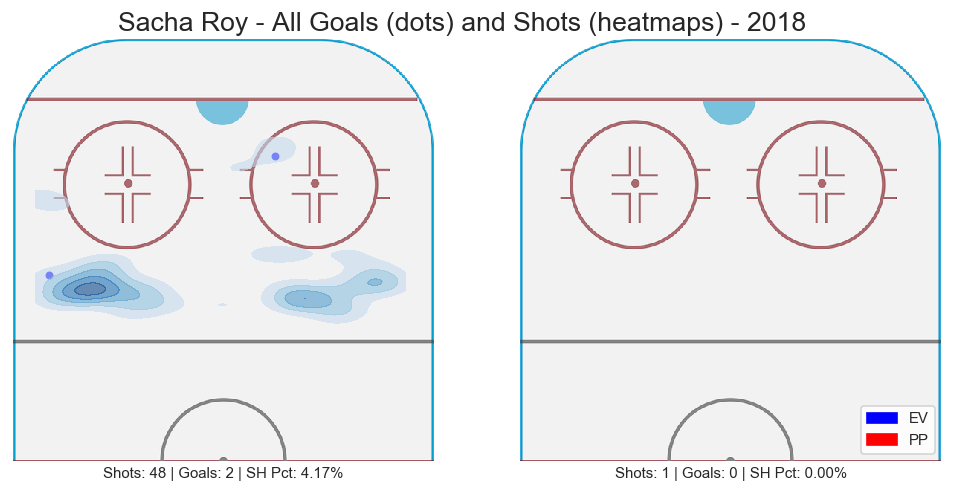 Sacha Roy - All Goals (dots) and Shots (heatmaps) - 2018
EV
PP
Shots: 48 | Goals: 2 | SH Pct: 4.17%
Shots: 1 | Goals: 0 | SH Pct: 0.00%